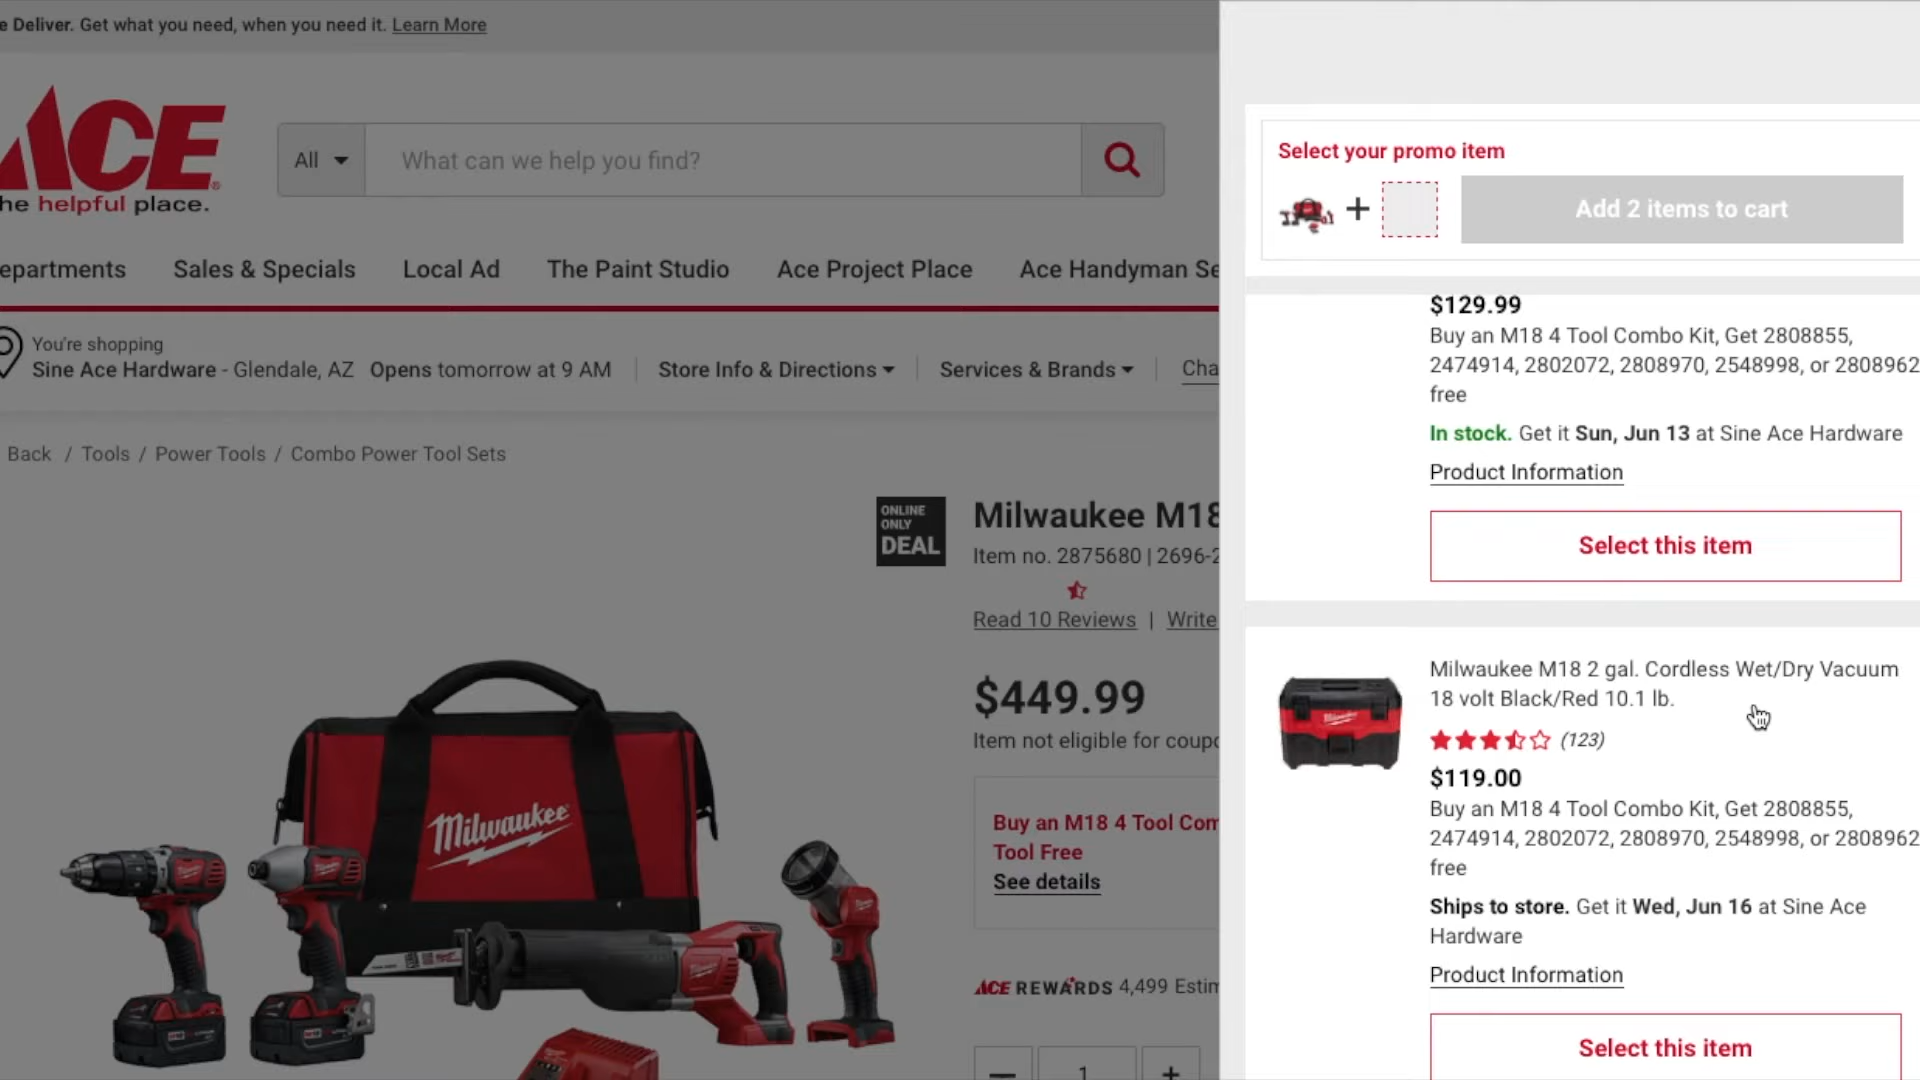 e Deliver. Get what you need, when you need it. Learn More
ACE
he helpful place.
All
What can we help you find?
epartments
Sales & Specials
Local Ad
The Paint Studio
Ace Project Place
Ace Handyman Se
You're shopping
Sine Ace Hardware - Glendale, AZ Opens tomorrow at 9 AM
Store Info & Directions
Services & Brands
Cha
Back / Tools / Power Tools / Combo Power Tool Sets
ONLINE
ONLY
DEAL
Milwaukee M18
Item no. 2875680 | 2696-2
Read 10 Reviews | Write
$449.99
Item not eligible for coupo
Buy an M18 4 Tool Com
Tool Free
See details
ACE REWARDS 4,499 Estim
1
Milwaukee
Select your promo item
+
Add 2 items to cart
$129.99
Buy an M18 4 Tool Combo Kit, Get 2808855,
2474914, 2802072, 2808970, 2548998, or 2808962
free
In stock. Get it Sun, Jun 13 at Sine Ace Hardware
Product Information
Select this item
Milwaukee M18 2 gal. Cordless Wet/Dry Vacuum
18 volt Black/Red 10.1 lb.
(123)
$119.00
Buy an M18 4 Tool Combo Kit, Get 2808855,
2474914, 2802072, 2808970, 2548998, or 2808962
free
Ships to store. Get it Wed, Jun 16 at Sine Ace
Hardware
Product Information
Select this item